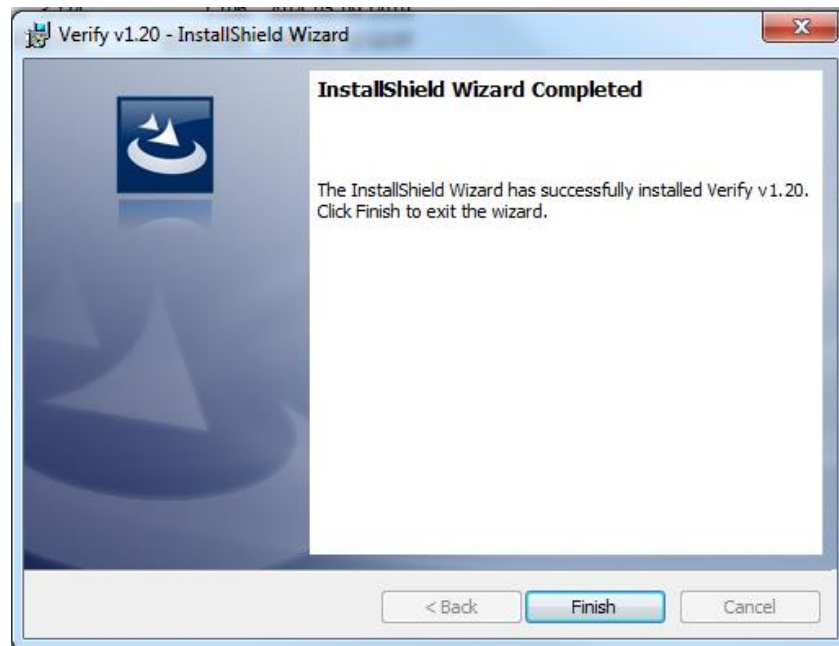 Verify v1.20 - InstallShield Wizard
InstallShield Wizard Completed
The InstallShield Wizard has successfully installed Verify v1.20.
Click Finish to exit the wizard.
< Back
Finish
Cancel